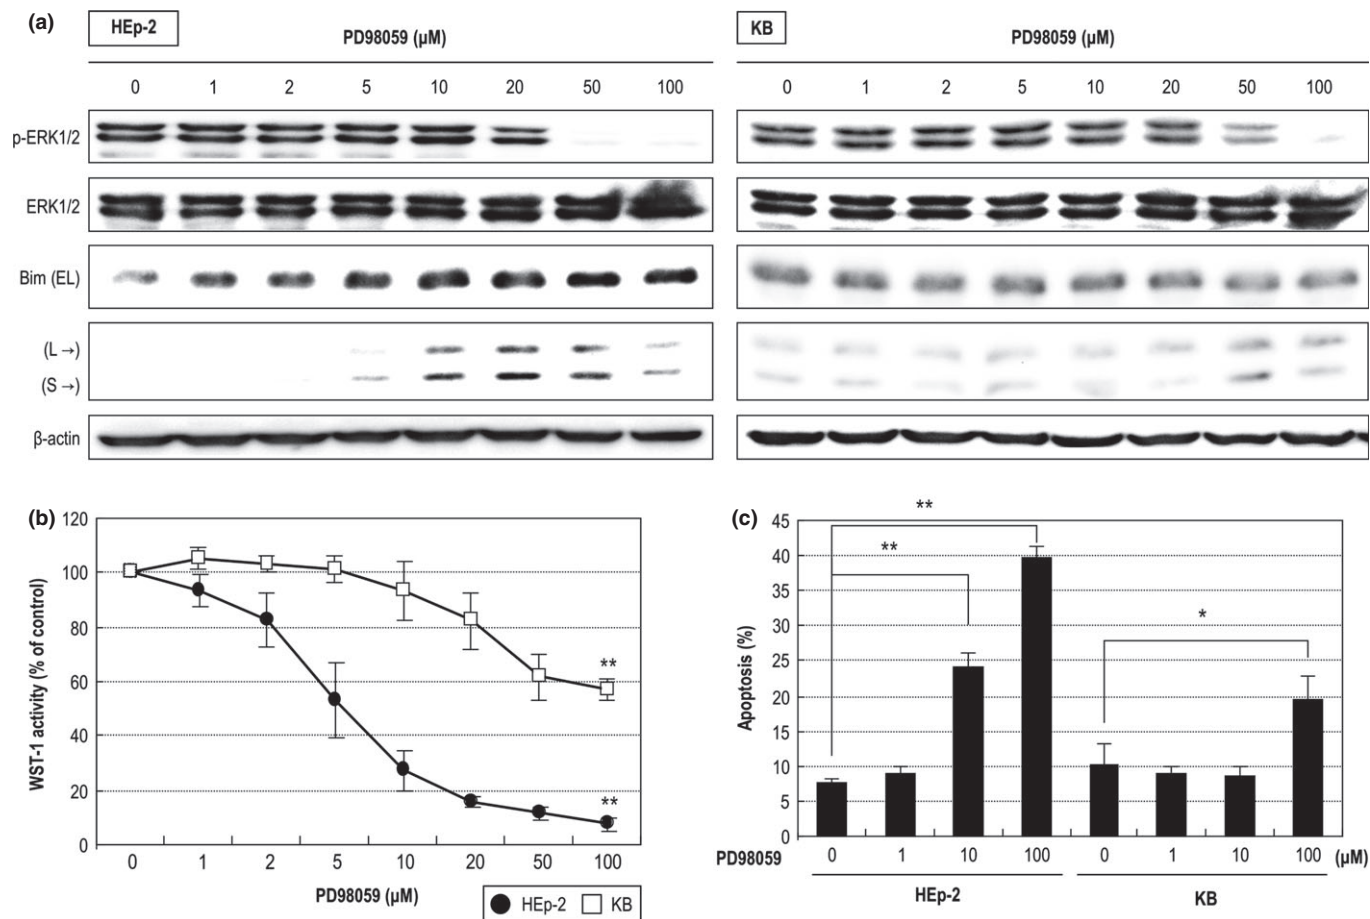 (a) HEp-2 PD98059 (µM) KB PD98059 (µM)
0 1 2 5 10 20 50 100 0 1 2 5 10 20 50 100
p-ERK1/2
ERK1/2
Bim (EL)
(L →)
(S →)
β-actin
(b)
WST-1 activity (% of control)
120
100
80
60
40
20
0
**
**
0 1 2 5 10 20 50 100
PD98059 (µM)
HEp-2 KB
(c)
Apoptosis (%)
45
40
35
30
25
20
15
10
5
0
**
**
*
PD98059 0 1 10 100 0 1 10 100 (µM)
HEp-2 KB